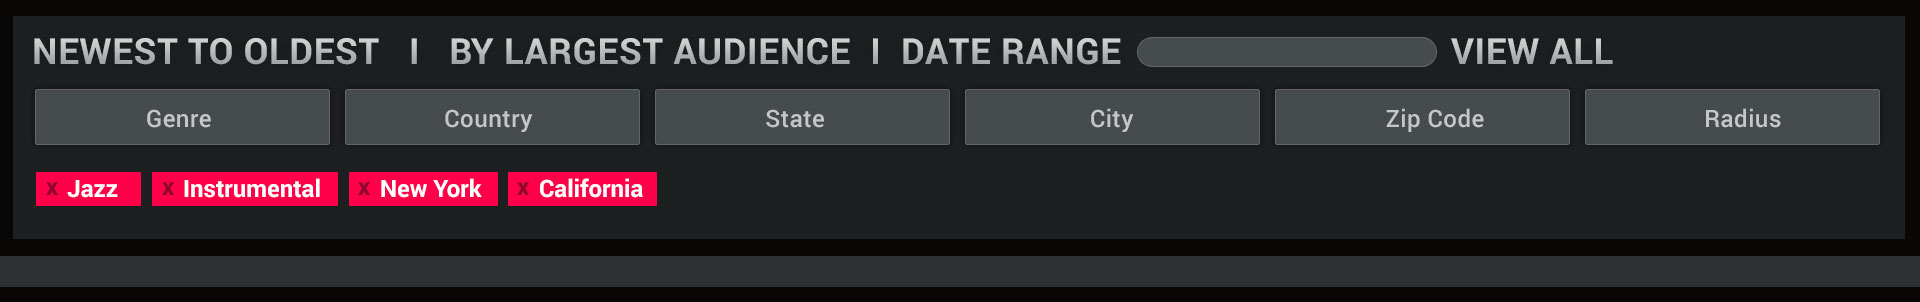 NEWEST TO OLDEST I BY LARGEST AUDIENCE I DATE RANGE VIEW ALL
Genre Country State City Zip Code Radius
x Jazz x Instrumental x New York x California